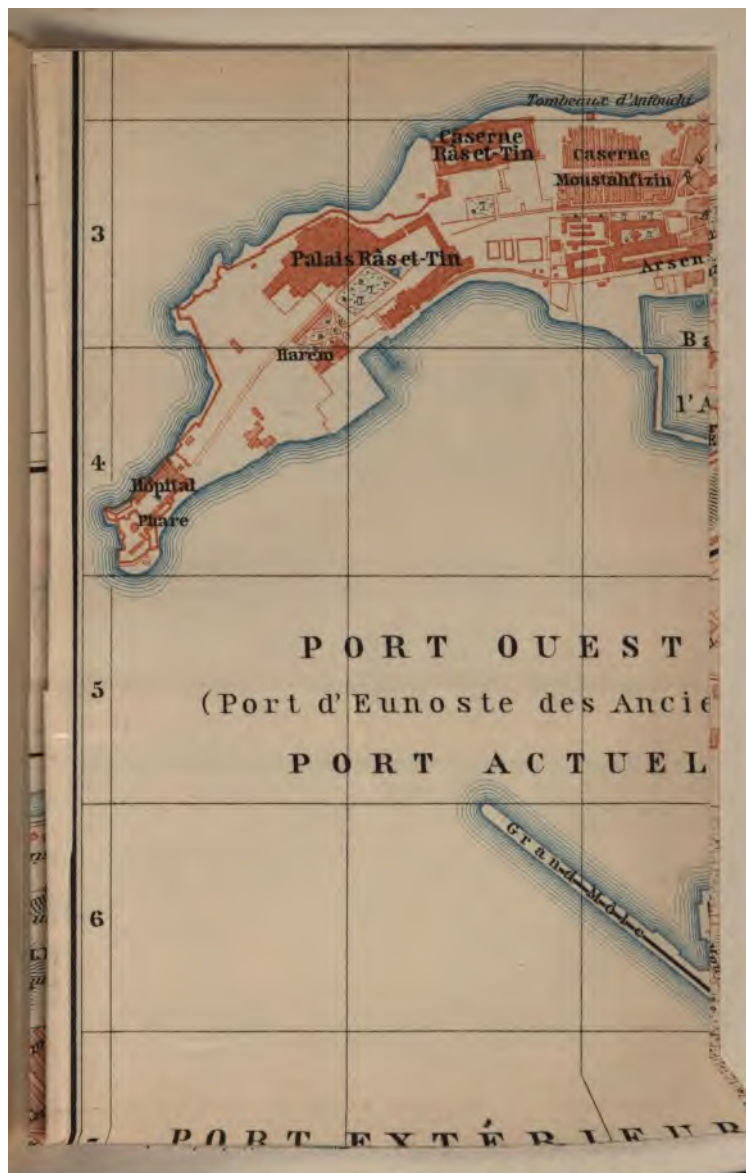 Tombeaux d'Anfouchi
Caserne
Râs et-Tin
Caserne
Moustahfizin
3
Palais Râs et-Tin
Arsen
Ba
Harem
l'A
4
Hôpital
Phare
PORT OUEST
5
(Port d'Eunoste des Ancie
PORT ACTUEL
Grand Môle
6
PORT EXTÉRIEUR